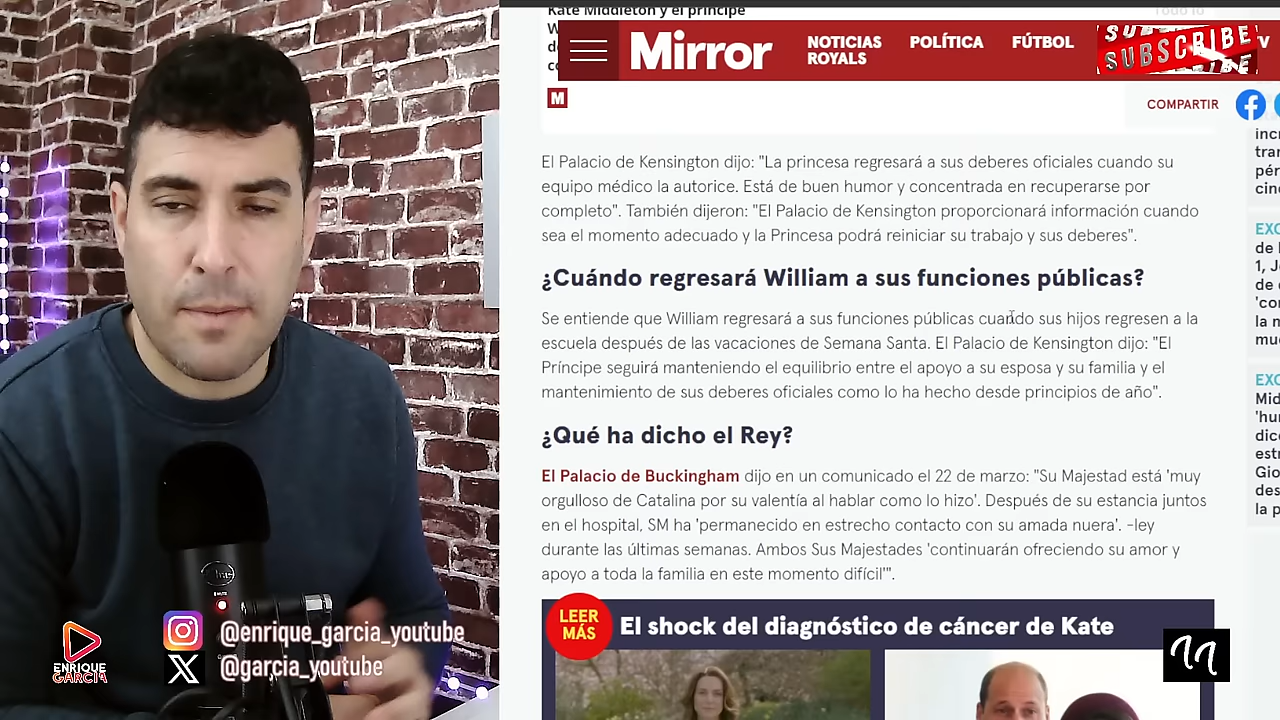 Kate Middleton y el príncipe
Mirror
NOTICIAS
ROYALS
POLÍTICA
FÚTBOL
SUBSCRIBE
V
M
COMPARTIR
El Palacio de Kensington dijo: "La princesa regresará a sus deberes oficiales cuando su
equipo médico la autorice. Está de buen humor y concentrada en recuperarse por
completo". También dijeron: "El Palacio de Kensington proporcionará información cuando
sea el momento adecuado y la Princesa podrá reiniciar su trabajo y sus deberes".
¿Cuándo regresará William a sus funciones públicas?
Se entiende que William regresará a sus funciones públicas cuando sus hijos regresen a la
escuela después de las vacaciones de Semana Santa. El Palacio de Kensington dijo: "El
Príncipe seguirá manteniendo el equilibrio entre el apoyo a su esposa y su familia y el
mantenimiento de sus deberes oficiales como lo ha hecho desde principios de año".
¿Qué ha dicho el Rey?
El Palacio de Buckingham dijo en un comunicado el 22 de marzo: "Su Majestad está 'muy
orgulloso de Catalina por su valentía al hablar como lo hizo'. Después de su estancia juntos
en el hospital, SM ha 'permanecido en estrecho contacto con su amada nuera'. -ley
durante las últimas semanas. Ambos Sus Majestades 'continuarán ofreciendo su amor y
apoyo a toda la familia en este momento difícil'".
LEER
MÁS
El shock del diagnóstico de cáncer de Kate
@enrique_garcia_youtube
@garcia_youtube
ENRIQUE
GARCIA